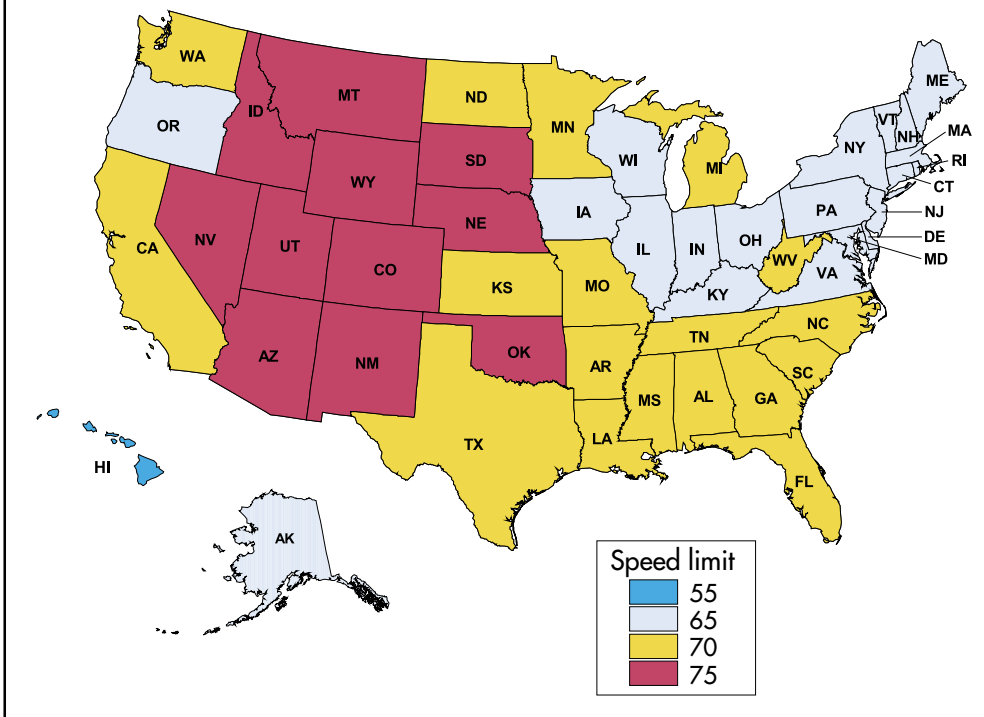 WA
MT
ND
MN
ME
OR
ID
VT
NH
MA
NY
WI
SD
MI
RI
WY
CT
IA
PA
NJ
NE
DE
OH
IL
IN
NV
UT
CA
WV
MD
CO
VA
KS
MO
KY
NC
TN
OK
AZ
NM
AR
SC
MS
AL
GA
TX
LA
HI
FL
AK
Speed limit
55
65
70
75